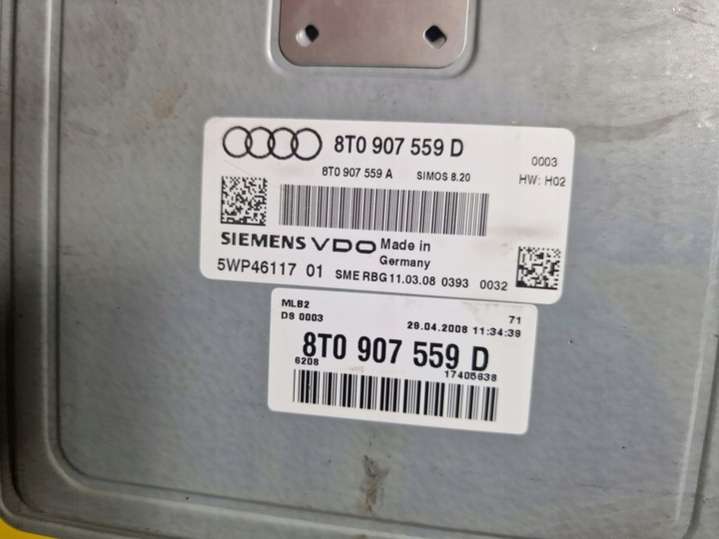 8T0 907 559 D
0003
8T0 907 559 A SIMOS 8.20
HW: H02
SIEMENS VDO Made in
Germany
5WP46117 01 SME RBG 11.03.08 0393 0032
MLB2
71
DS 0003
29.04.2008 11:34:39
8T0 907 559 D
6208
17405638